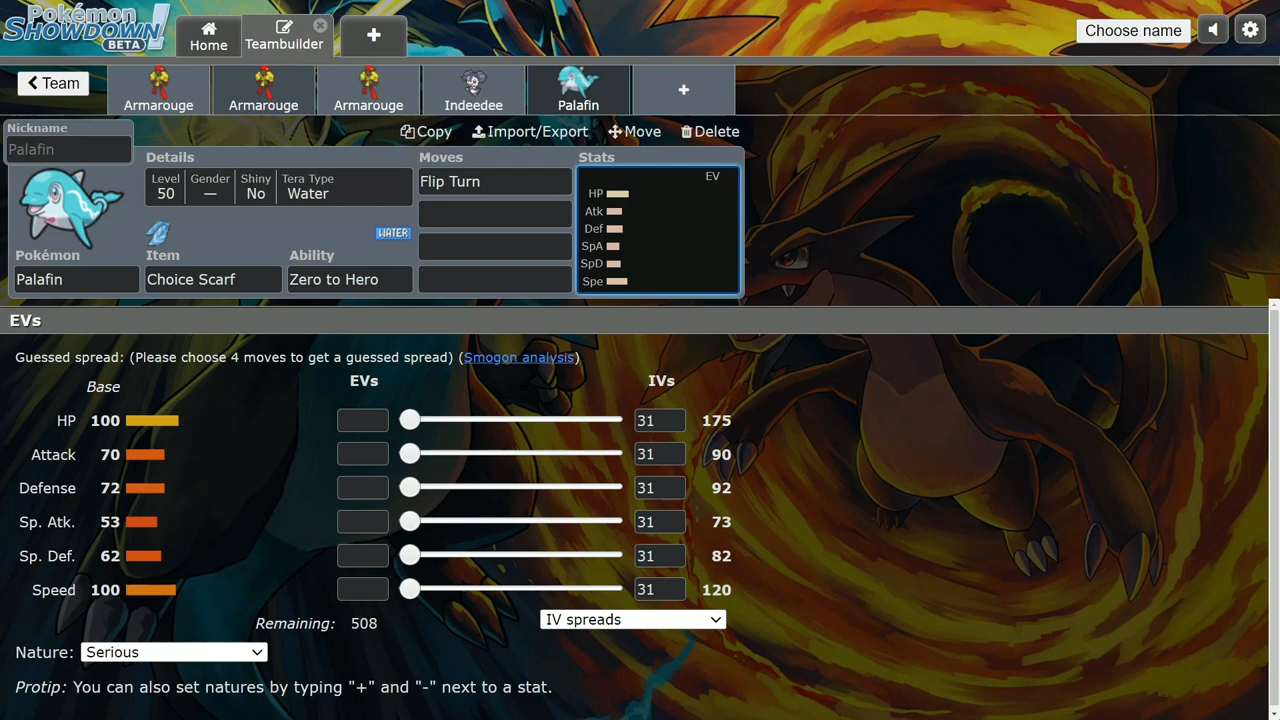 Pokémon
SHOWDOWN!
BETA
Home
Teambuilder
+
Choose name
Team
Armarouge
Armarouge
Armarouge
Indeedee
Palafin
+
Copy
Import/Export
Move
Delete
Nickname
Palafin
Details
Moves
Stats
Level
Gender
Shiny
Tera Type
50
—
No
Water
Flip Turn
EV
HP
Atk
Def
SpA
SpD
Spe
WATER
Pokémon
Item
Ability
Palafin
Choice Scarf
Zero to Hero
EVs
Guessed spread: (Please choose 4 moves to get a guessed spread) (Smogon analysis)
Base
EVs
IVs
HP 100 31 175
Attack 70 31 90
Defense 72 31 92
Sp. Atk. 53 31 73
Sp. Def. 62 31 82
Speed 100 31 120
Remaining: 508
IV spreads
Nature: Serious
Protip: You can also set natures by typing "+" and "-" next to a stat.